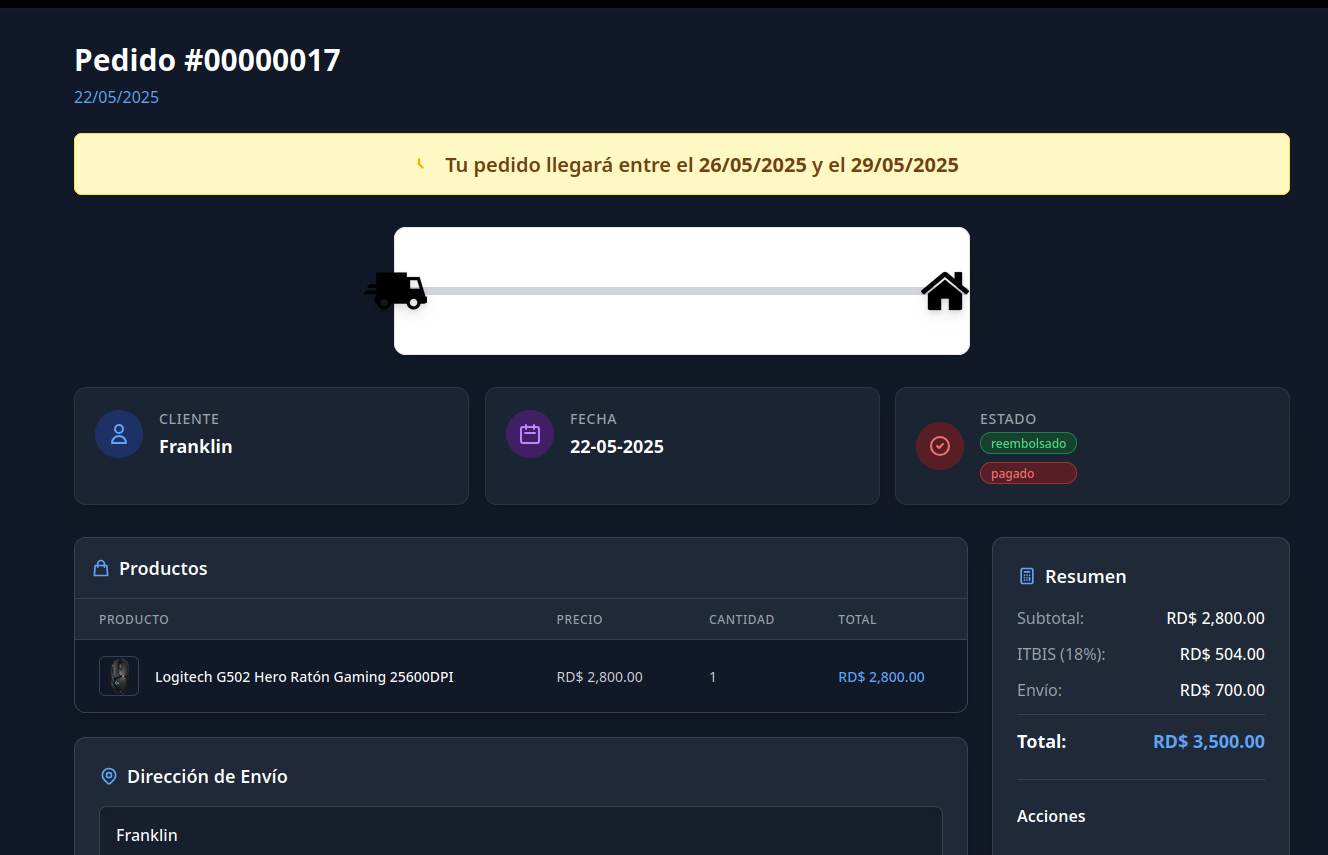 Pedido #00000017
22/05/2025
Tu pedido llegará entre el 26/05/2025 y el 29/05/2025
CLIENTE
Franklin
FECHA
22-05-2025
ESTADO
reembolsado
pagado
Productos
PRODUCTO PRECIO CANTIDAD TOTAL
Logitech G502 Hero Ratón Gaming 25600DPI RD$ 2,800.00 1 RD$ 2,800.00
Dirección de Envío
Franklin
Resumen
Subtotal: RD$ 2,800.00
ITBIS (18%): RD$ 504.00
Envío: RD$ 700.00
Total: RD$ 3,500.00
Acciones